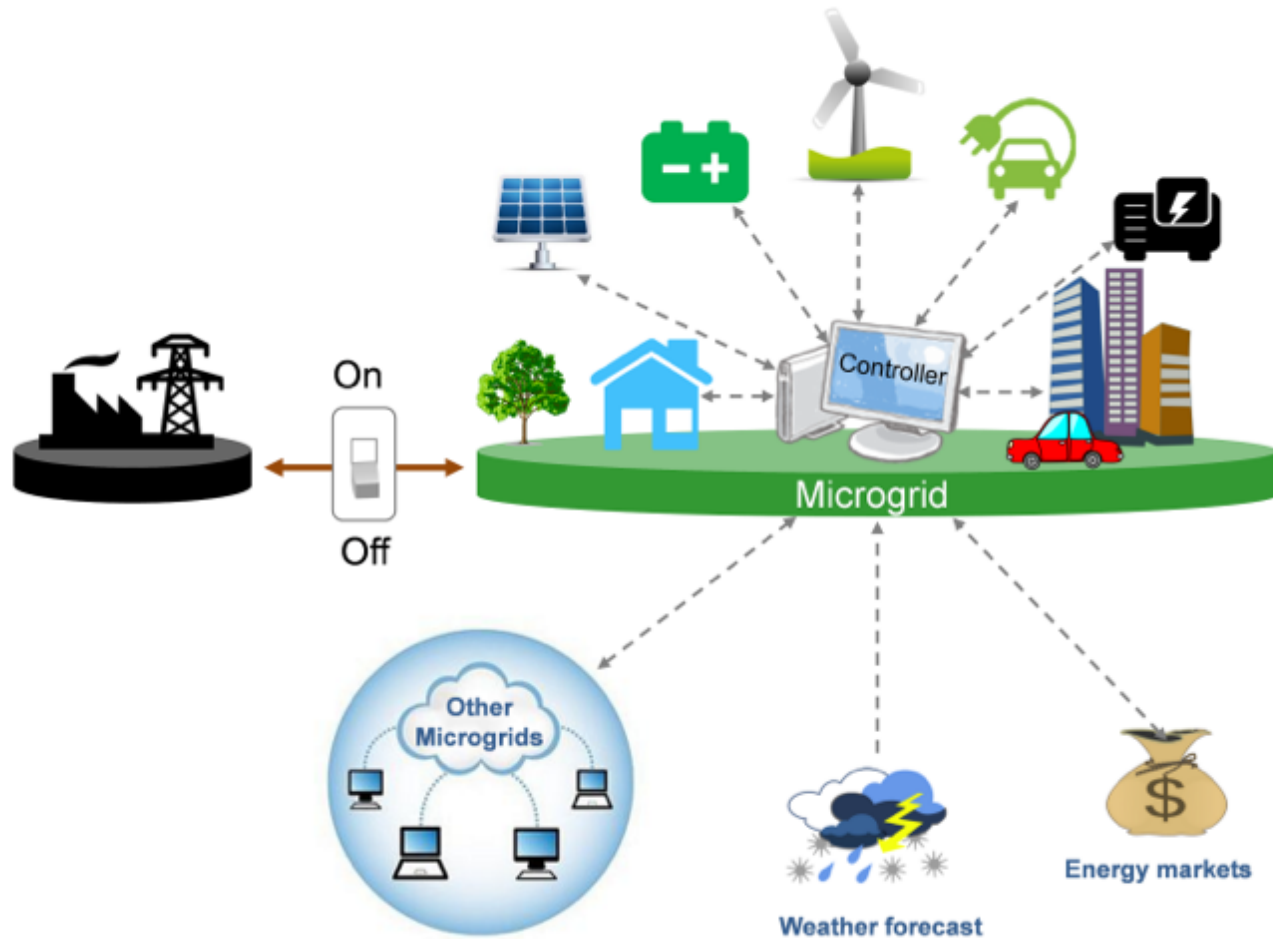 Controller
On
Off
Microgrid
Other
Microgrids
$
Energy markets
Weather forecast